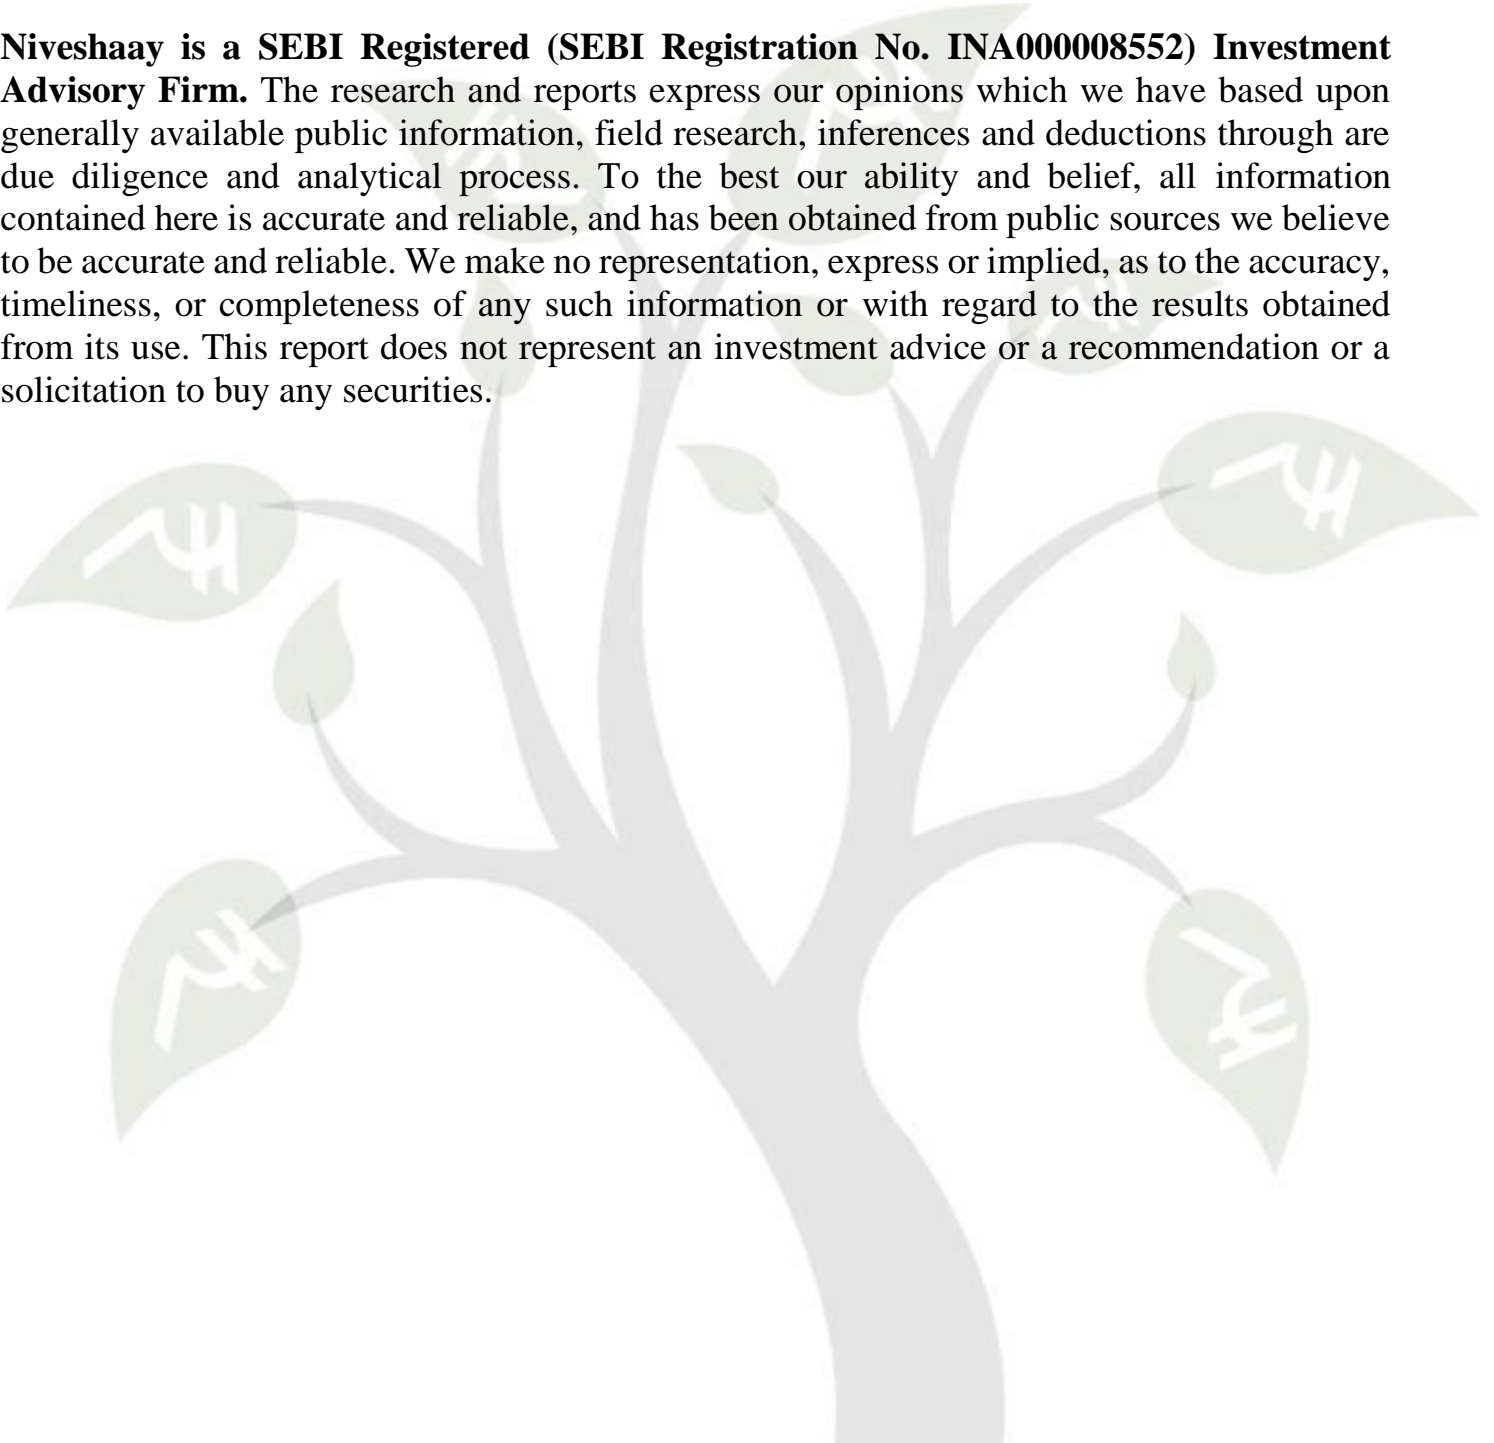 Niveshaay is a SEBI Registered (SEBI Registration No. INA000008552) Investment
Advisory Firm. The research and reports express our opinions which we have based upon
generally available public information, field research, inferences and deductions through are
due diligence and analytical process. To the best our ability and belief, all information
contained here is accurate and reliable, and has been obtained from public sources we believe
to be accurate and reliable. We make no representation, express or implied, as to the accuracy,
timeliness, or completeness of any such information or with regard to the results obtained
from its use. This report does not represent an investment advice or a recommendation or a
solicitation to buy any securities.